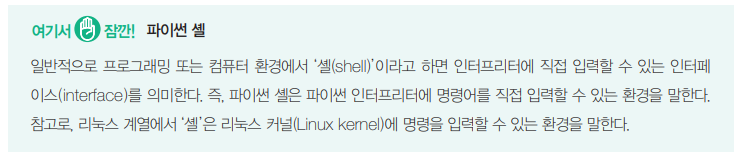 여기서 잠깐! 파이썬 셸
일반적으로 프로그래밍 또는 컴퓨터 환경에서 ‘셸(shell)’이라고 하면 인터프리터에 직접 입력할 수 있는 인터페
이스(interface)를 의미한다. 즉, 파이썬 셸은 파이썬 인터프리터에 명령어를 직접 입력할 수 있는 환경을 말한다.
참고로, 리눅스 계열에서 ‘셸’은 리눅스 커널(Linux kernel)에 명령을 입력할 수 있는 환경을 말한다.